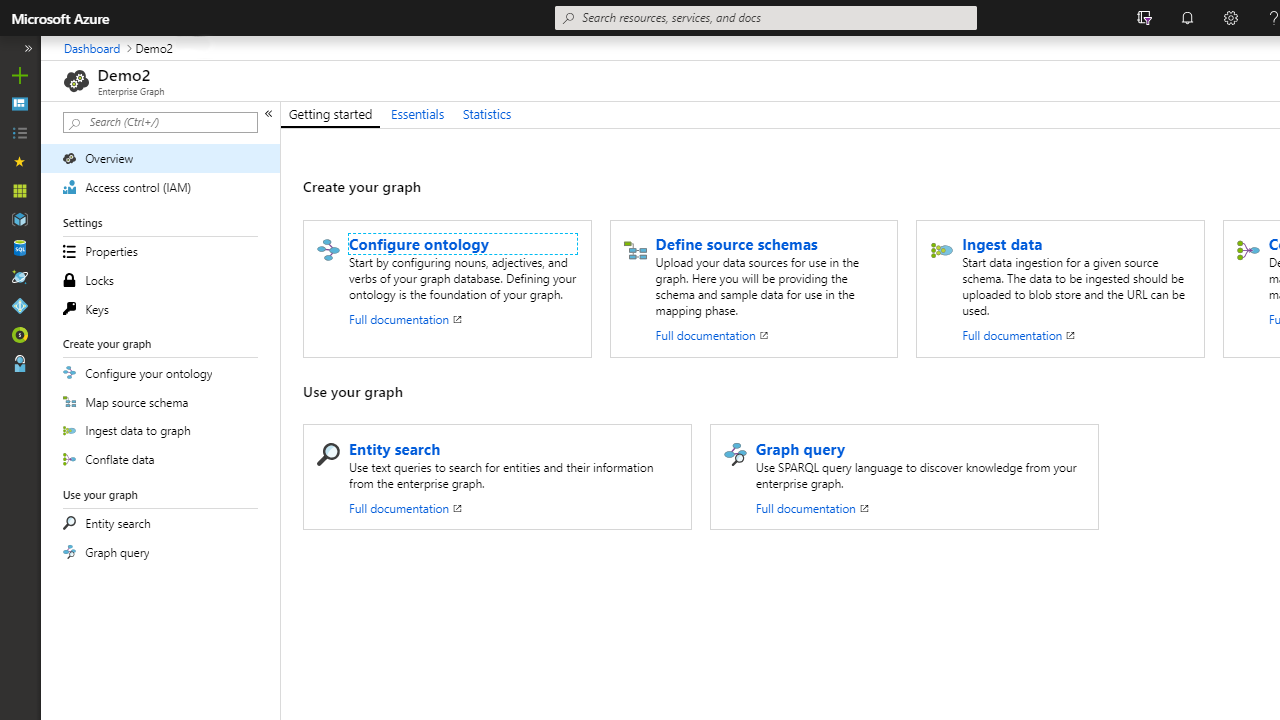 Microsoft Azure
Search resources, services, and docs
Dashboard > Demo2
Demo2
Enterprise Graph
Search (Ctrl+/)
Overview
Access control (IAM)
Settings
Properties
Locks
Keys
Create your graph
Configure your ontology
Map source schema
Ingest data to graph
Conflate data
Use your graph
Entity search
Graph query
Getting started
Essentials
Statistics
Create your graph
Configure ontology
Start by configuring nouns, adjectives, and
verbs of your graph database. Defining your
ontology is the foundation of your graph.
Full documentation
Define source schemas
Upload your data sources for use in the
graph. Here you will be providing the
schema and sample data for use in the
mapping phase.
Full documentation
Ingest data
Start data ingestion for a given source
schema. The data to be ingested should be
uploaded to blob store and the URL can be
used.
Full documentation
Use your graph
Entity search
Use text queries to search for entities and their information
from the enterprise graph.
Full documentation
Graph query
Use SPARQL query language to discover knowledge from your
enterprise graph.
Full documentation